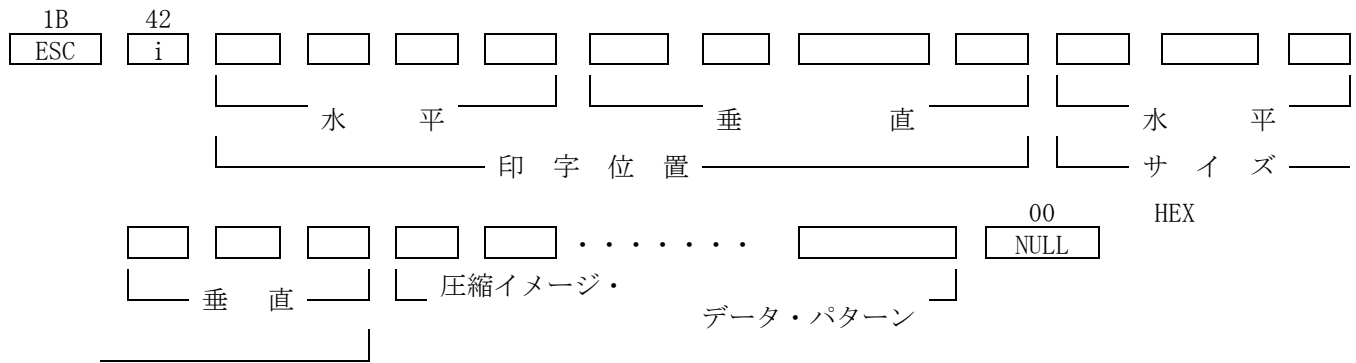 1B 42
ESC i
水 平 垂 直 水 平
印 字 位 置 サ イ ズ
00 HEX
NULL
垂 直 圧縮イメージ・
データ・パターン